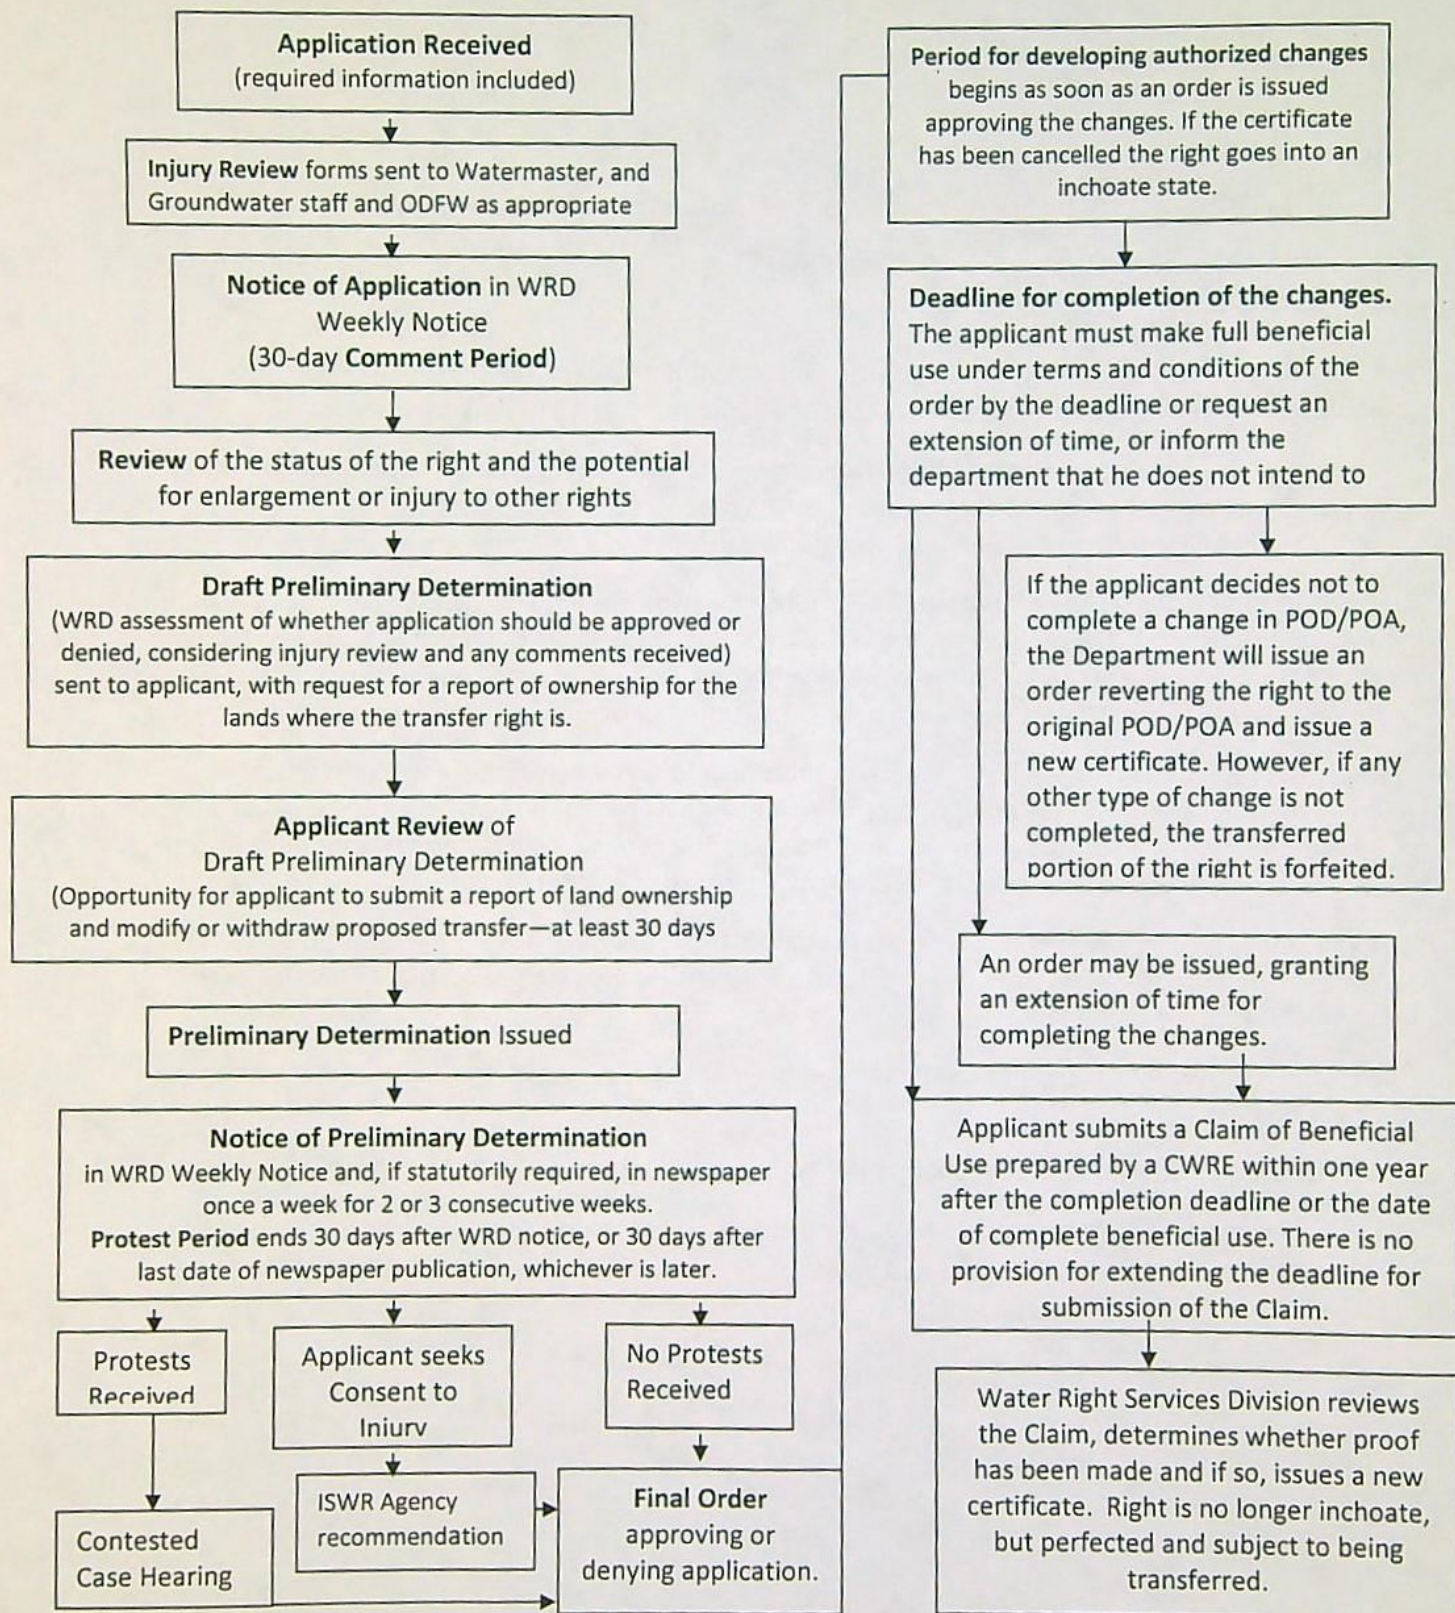 Application Received
(required information included)
Injury Review forms sent to Watermaster, and
Groundwater staff and ODFW as appropriate
Notice of Application in WRD
Weekly Notice
(30-day Comment Period)
Review of the status of the right and the potential
for enlargement or injury to other rights
Draft Preliminary Determination
(WRD assessment of whether application should be approved or
denied, considering injury review and any comments received)
sent to applicant, with request for a report of ownership for the
lands where the transfer right is.
Applicant Review of
Draft Preliminary Determination
(Opportunity for applicant to submit a report of land ownership
and modify or withdraw proposed transfer—at least 30 days
Preliminary Determination Issued
Notice of Preliminary Determination
in WRD Weekly Notice and, if statutorily required, in newspaper
once a week for 2 or 3 consecutive weeks.
Protest Period ends 30 days after WRD notice, or 30 days after
last date of newspaper publication, whichever is later.
Protests
Received
Applicant seeks
Consent to
Injury
No Protests
Received
Contested
Case Hearing
ISWR Agency
recommendation
Final Order
approving or
denying application.
Period for developing authorized changes
begins as soon as an order is issued
approving the changes. If the certificate
has been cancelled the right goes into an
inchoate state.
Deadline for completion of the changes.
The applicant must make full beneficial
use under terms and conditions of the
order by the deadline or request an
extension of time, or inform the
department that he does not intend to
If the applicant decides not to
complete a change in POD/POA,
the Department will issue an
order reverting the right to the
original POD/POA and issue a
new certificate. However, if any
other type of change is not
completed, the transferred
portion of the right is forfeited.
An order may be issued, granting
an extension of time for
completing the changes.
Applicant submits a Claim of Beneficial
Use prepared by a CWRE within one year
after the completion deadline or the date
of complete beneficial use. There is no
provision for extending the deadline for
submission of the Claim.
Water Right Services Division reviews
the Claim, determines whether proof
has been made and if so, issues a new
certificate. Right is no longer inchoate,
but perfected and subject to being
transferred.